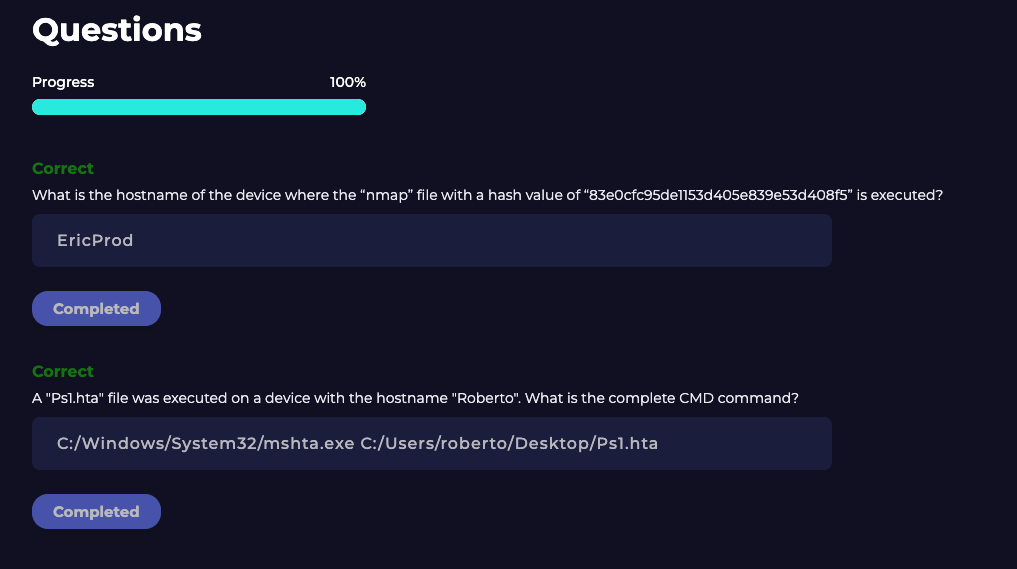 Questions
Progress 100%
Correct
What is the hostname of the device where the “nmap” file with a hash value of “83e0cfc95de1153d405e839e53d408f5” is executed?
EricProd
Completed
Correct
A "Ps1.hta" file was executed on a device with the hostname "Roberto". What is the complete CMD command?
C:/Windows/System32/mshta.exe C:/Users/roberto/Desktop/Ps1.hta
Completed